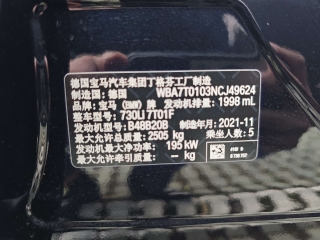 德国宝马汽车集团丁格芬工厂制造
制造国: 德国 WBA7T0103NCJ49624
品牌: 宝马 (BMW) 牌 发动机排量: 1998 mL
整车型号: 730LI 7T01F
发动机型号: B48B20B 制造年月: 2021-11
最大允许总质量: 2505 kg 乘坐人数: 5
发动机最大净功率: 195 kW
最大允许牵引质量: -- kg